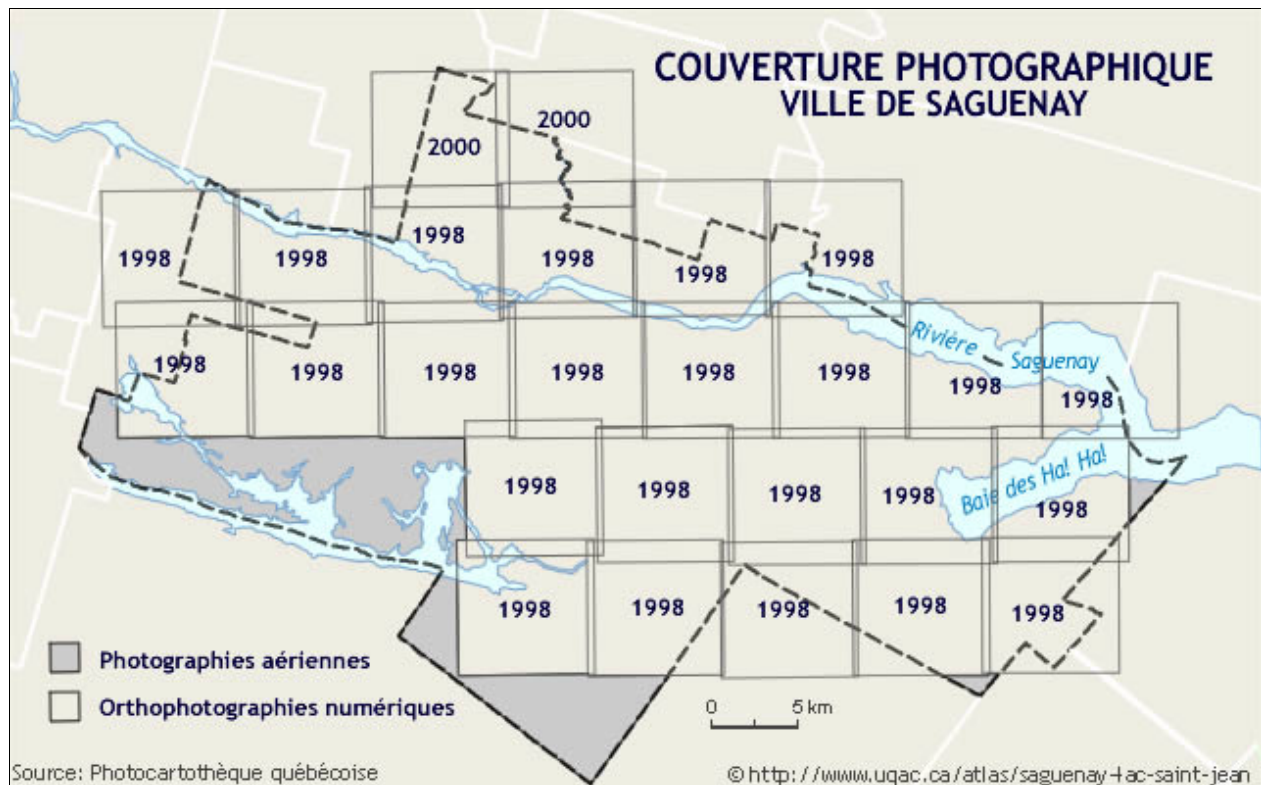 COUVERTURE PHOTOGRAPHIQUE
VILLE DE SAGUENAY
2000
2000
1998
1998
1998
1998
1998
1998
Rivière
Saguenay
1998
1998
1998
1998
1998
1998
1998
1998
1998
1998
1998
1998
Baie des Ha! Ha!
1998
1998
1998
1998
1998
1998
Photographies aériennes
Orthophotographies numériques
0 5 km
Source: Photocartothèque québécoise
© http://www.uqac.ca/atlas/saguenay-lac-saint-jean